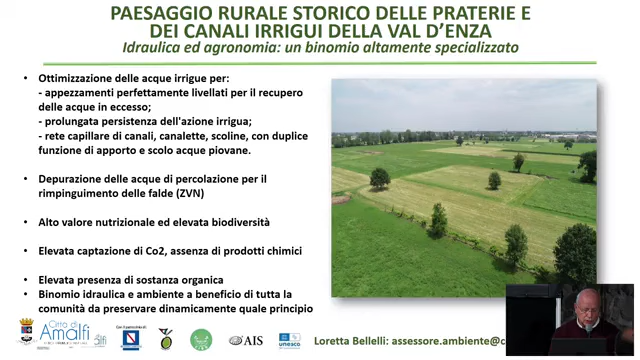 PAESAGGIO RURALE STORICO DELLE PRATERIE E
DEI CANALI IRRIGUI DELLA VAL D'ENZA
Idraulica ed agronomia: un binomio altamente specializzato
• Ottimizzazione delle acque irrigue per:
- appezzamenti perfettamente livellati per il recupero
delle acque in eccesso;
- prolungata persistenza dell'azione irrigua;
- rete capillare di canali, canalette, scoline, con duplice
funzione di apporto e scolo acque piovane.
• Depurazione delle acque di percolazione per il
rimpinguimento delle falde (ZVN)
• Alto valore nutrizionale ed elevata biodiversità
• Elevata captazione di Co2, assenza di prodotti chimici
• Elevata presenza di sostanza organica
• Binomio idraulica e ambiente a beneficio di tutta la
comunità da preservare dinamicamente quale principio
Città di
Amalfi
Con il patrocinio di
AIS
unesco
Loretta Bellelli: assessore.ambiente@c